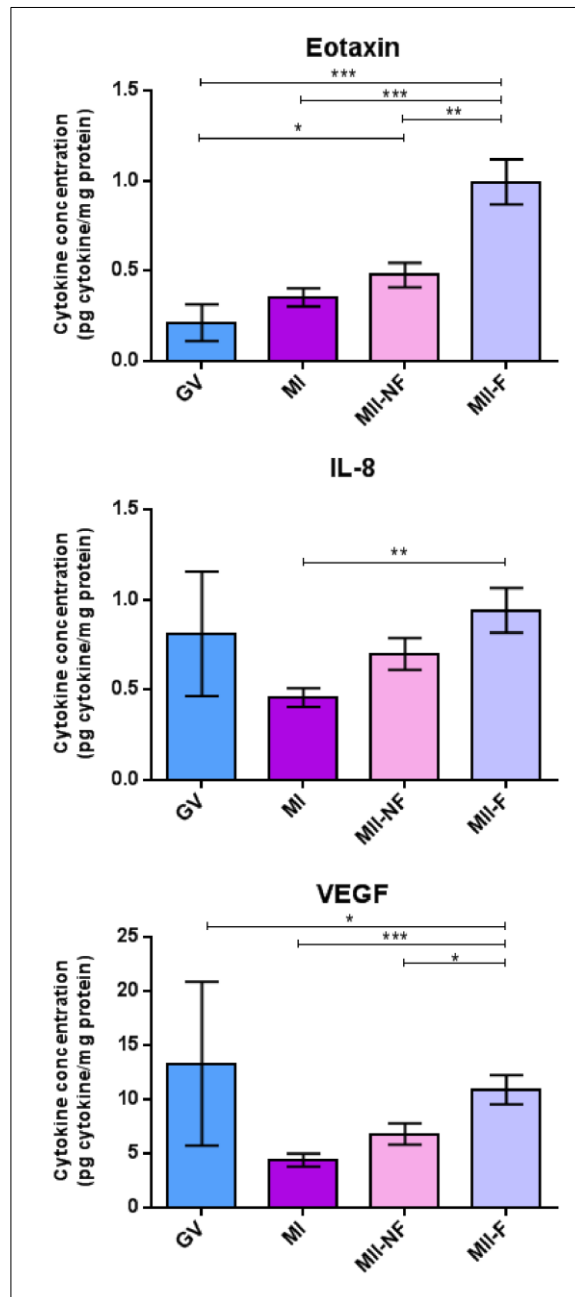 Eotaxin
***
***
**
*
Cytokine concentration
(pg cytokine/mg protein)
1.5
1.0
0.5
0.0
GV
MI
MII-NF
MII-F
IL-8
**
Cytokine concentration
(pg cytokine/mg protein)
1.5
1.0
0.5
0.0
GV
MI
MII-NF
MII-F
VEGF
*
***
*
Cytokine concentration
(pg cytokine/mg protein)
25
20
15
10
5
0
GV
MI
MII-NF
MII-F